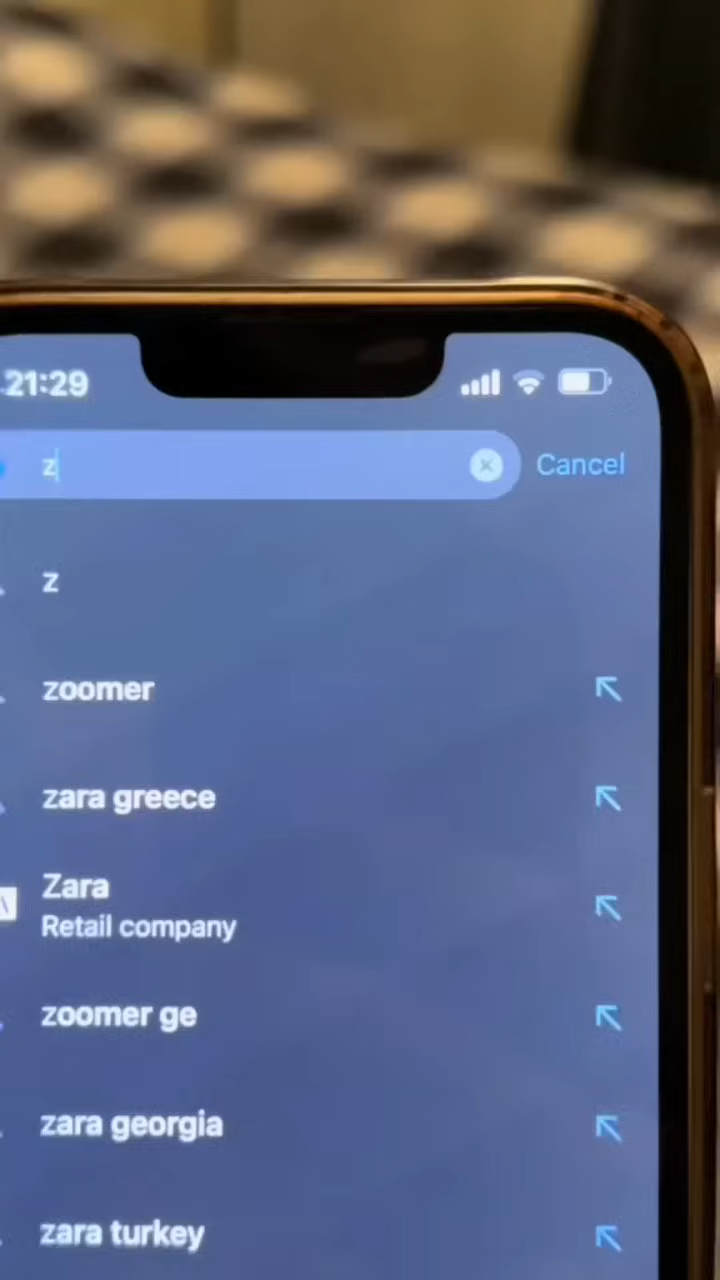 21:29
z
Cancel
z
zoomer
zara greece
Zara
Retail company
zoomer ge
zara georgia
zara turkey